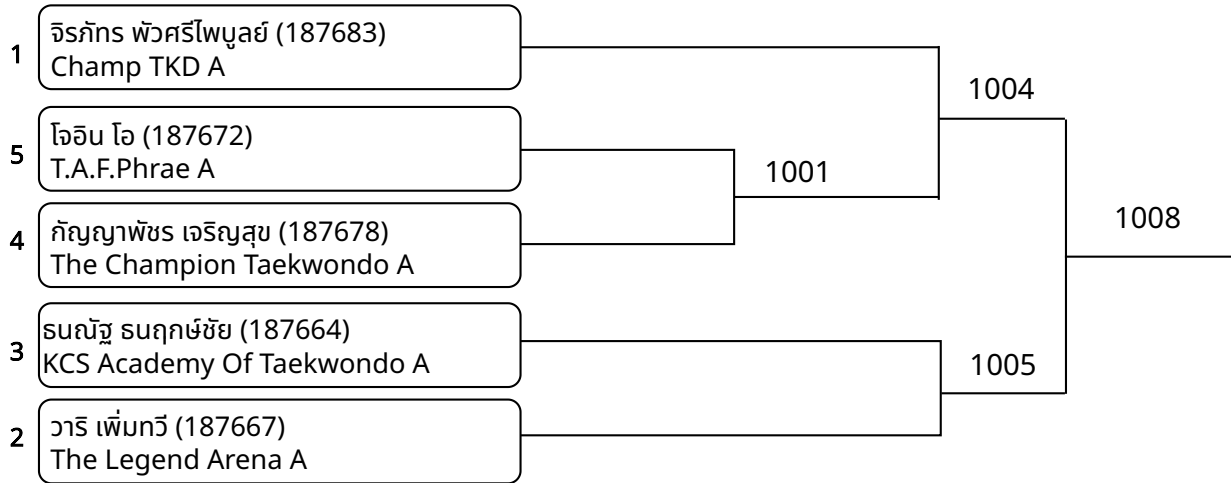 1
จิรภัทร พัวศรีไพบูลย์ (187683)
Champ TKD A
1004
5
โจอิน โอ (187672)
T.A.F.Phrae A
1001
4
กัญญาพัชร เจริญสุข (187678)
The Champion Taekwondo A
1008
3
ธนณัฐ ธนฤกษ์ชัย (187664)
KCS Academy Of Taekwondo A
1005
2
วาริ เพิ่มทวี (187667)
The Legend Arena A